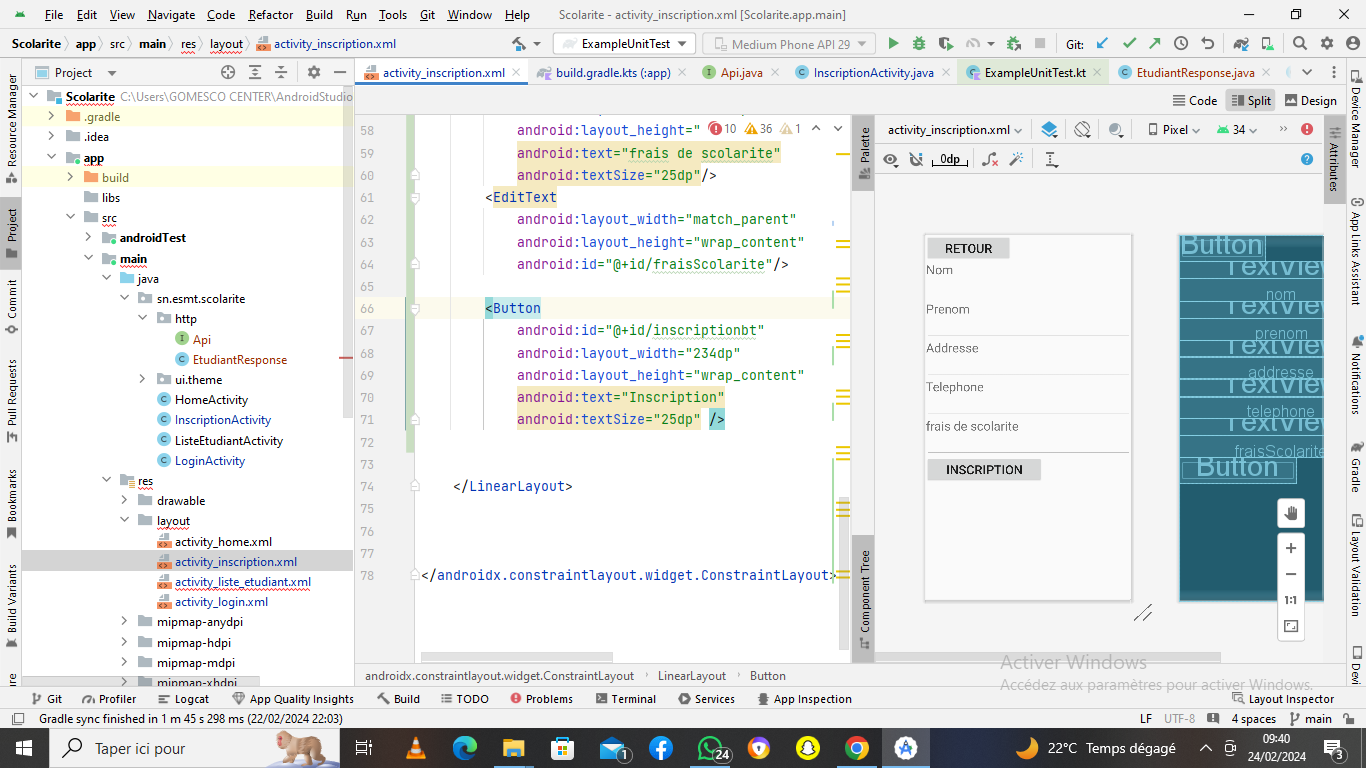 File Edit View Navigate Code Refactor Build Run Tools Git Window Help Scolarite - activity_inscription.xml [Scolarite.app.main]
Scolarite app src main res layout activity_inscription.xml ExampleUnitTest Medium Phone API 29 Git:
Project
activity_inscription.xml build.gradle.kts (:app) Api.java InscriptionActivity.java ExampleUnitTest.kt EtudiantResponse.java
Code Split Design
Resource Manager
Project
Commit
Pull Requests
Bookmarks
Build Variants
Scolarite C:\Users\GOMESCO CENTER\AndroidStudio
.gradle
.idea
app
build
libs
src
androidTest
main
java
sn.esmt.scolarite
http
Api
EtudiantResponse
ui.theme
HomeActivity
InscriptionActivity
ListeEtudiantActivity
LoginActivity
res
drawable
layout
activity_home.xml
activity_inscription.xml
activity_liste_etudiant.xml
activity_login.xml
mipmap-anydpi
mipmap-hdpi
mipmap-mdpi
mipmap-xhdpi
58 android:layout_height=" 10 36 1
59 android:text="frais de scolarite"
60 android:textSize="25dp"/>
61 <EditText
62 android:layout_width="match_parent"
63 android:layout_height="wrap_content"
64 android:id="@+id/fraisScolarite"/>
65
66 <Button
67 android:id="@+id/inscriptionbt"
68 android:layout_width="234dp"
69 android:layout_height="wrap_content"
70 android:text="Inscription"
71 android:textSize="25dp" />
72
73
74 </LinearLayout>
75
76
77
78 </androidx.constraintlayout.widget.ConstraintLayout>
Palette
Component Tree
activity_inscription.xml Pixel 34
0dp
RETOUR
Nom
Prenom
Addresse
Telephone
frais de scolarite
INSCRIPTION
Button
TextView
nom
TextView
prenom
TextView
addresse
TextView
telephone
TextView
fraisScolarite
Button
1:1
Attributes
Device Manager
App Links Assistant
Notifications
Gradle
Layout Validation
Activer Windows
Accédez aux paramètres pour activer Windows.
androidx.constraintlayout.widget.ConstraintLayout LinearLayout Button
Git Profiler Logcat App Quality Insights Build TODO Problems Terminal Services App Inspection Layout Inspector
Gradle sync finished in 1 m 45 s 298 ms (22/02/2024 22:03) LF UTF-8 4 spaces main
Taper ici pour 1 24 22°C Temps dégagé 09:40
24/02/2024 3